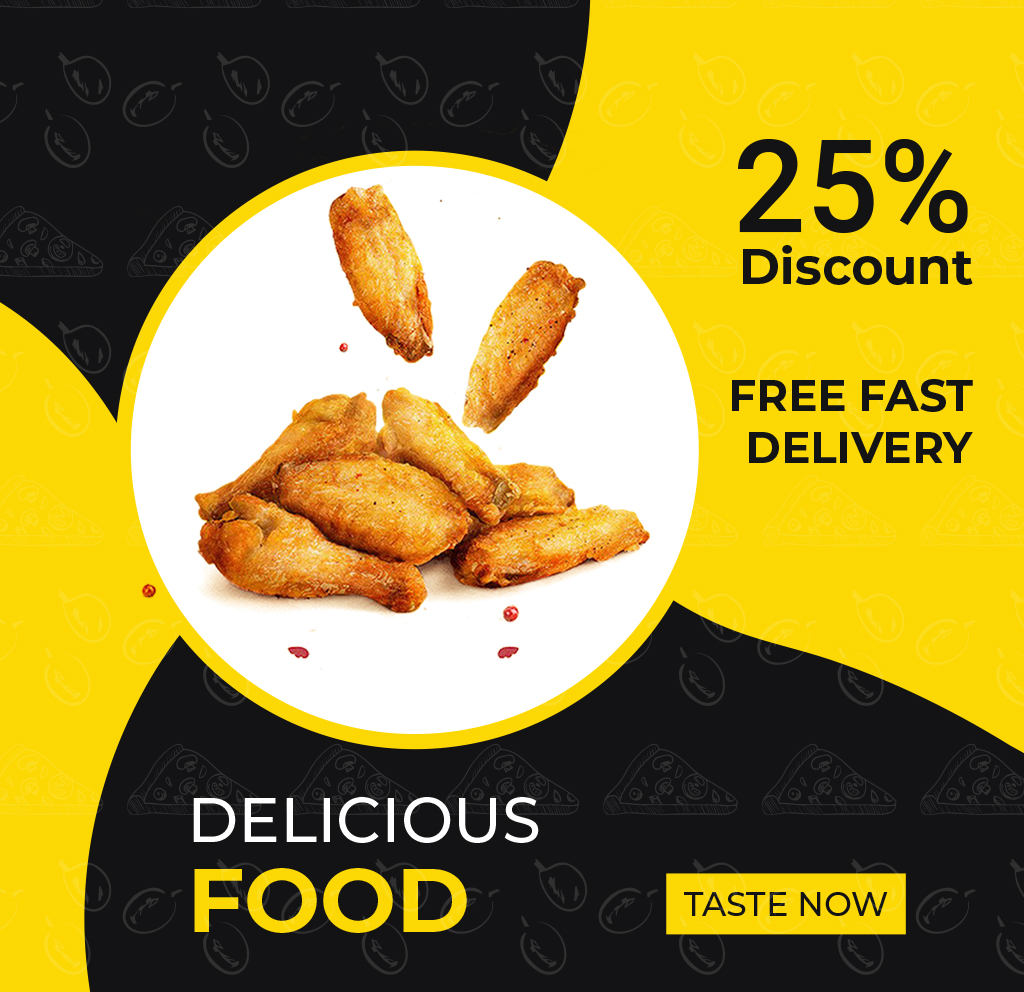 25%
Discount
FREE FAST
DELIVERY
DELICIOUS
FOOD
TASTE NOW